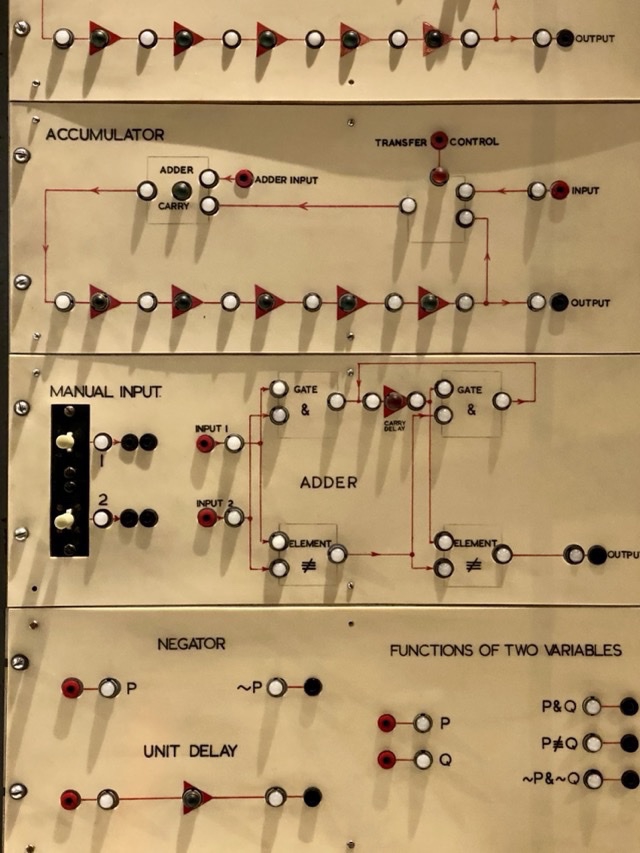 OUTPUT
ACCUMULATOR
TRANSFER CONTROL
ADDER
ADDER INPUT
INPUT
CARRY
OUTPUT
MANUAL INPUT
GATE
&
GATE
&
CARRY
DELAY
INPUT 1
1
ADDER
2
INPUT 2
ELEMENT
≢
ELEMENT
≢
OUTPU
NEGATOR
FUNCTIONS OF TWO VARIABLES
P
~P
P&Q
P
P≢Q
UNIT DELAY
Q
~P&~Q